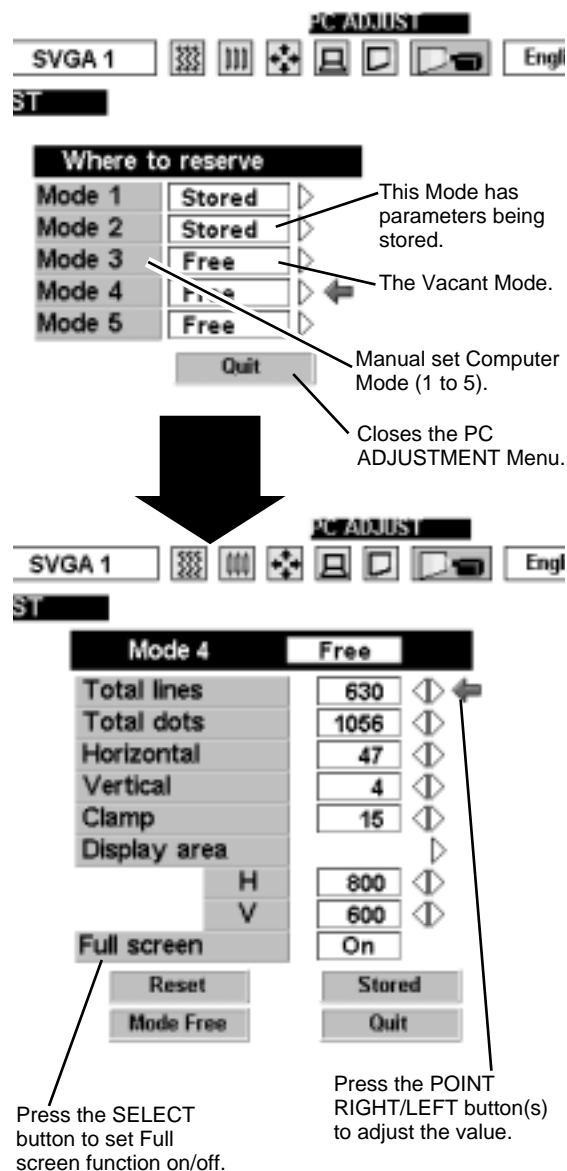 PC ADJUST
SVGA 1 Engli
ST
Where to reserve
Mode 1 Stored
Mode 2 Stored
Mode 3 Free
Mode 4 Free
Mode 5 Free
Quit
This Mode has
parameters being
stored.
The Vacant Mode.
Manual set Computer
Mode (1 to 5).
Closes the PC
ADJUSTMENT Menu.
PC ADJUST
SVGA 1 Engl
ST
Mode 4 Free
Total lines 630
Total dots 1056
Horizontal 47
Vertical 4
Clamp 15
Display area
H 800
V 600
Full screen On
Reset Stored
Mode Free Quit
Press the SELECT
button to set Full
screen function on/off.
Press the POINT
RIGHT/LEFT button(s)
to adjust the value.